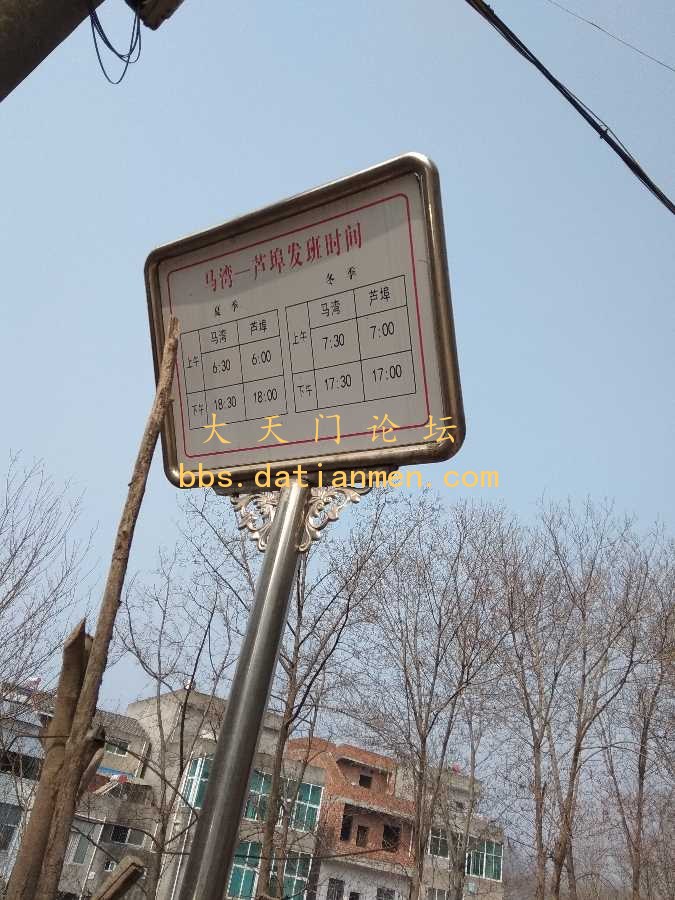 马湾—芦埠发班时间
夏 季
马湾 芦埠
上午 6:30 6:00
下午 18:30 18:00
冬 季
马湾 芦埠
上午 7:30 7:00
下午 17:30 17:00
大天门论坛
bbs.datianmen.com